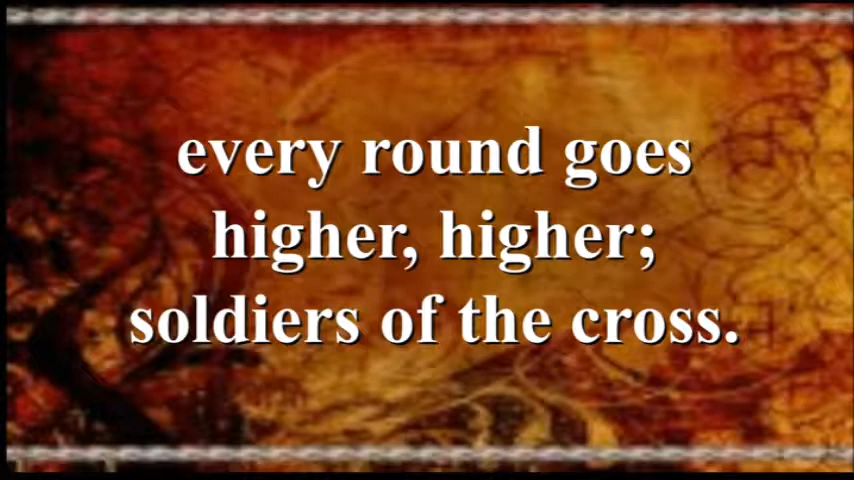 every round goes
higher, higher;
soldiers of the cross.